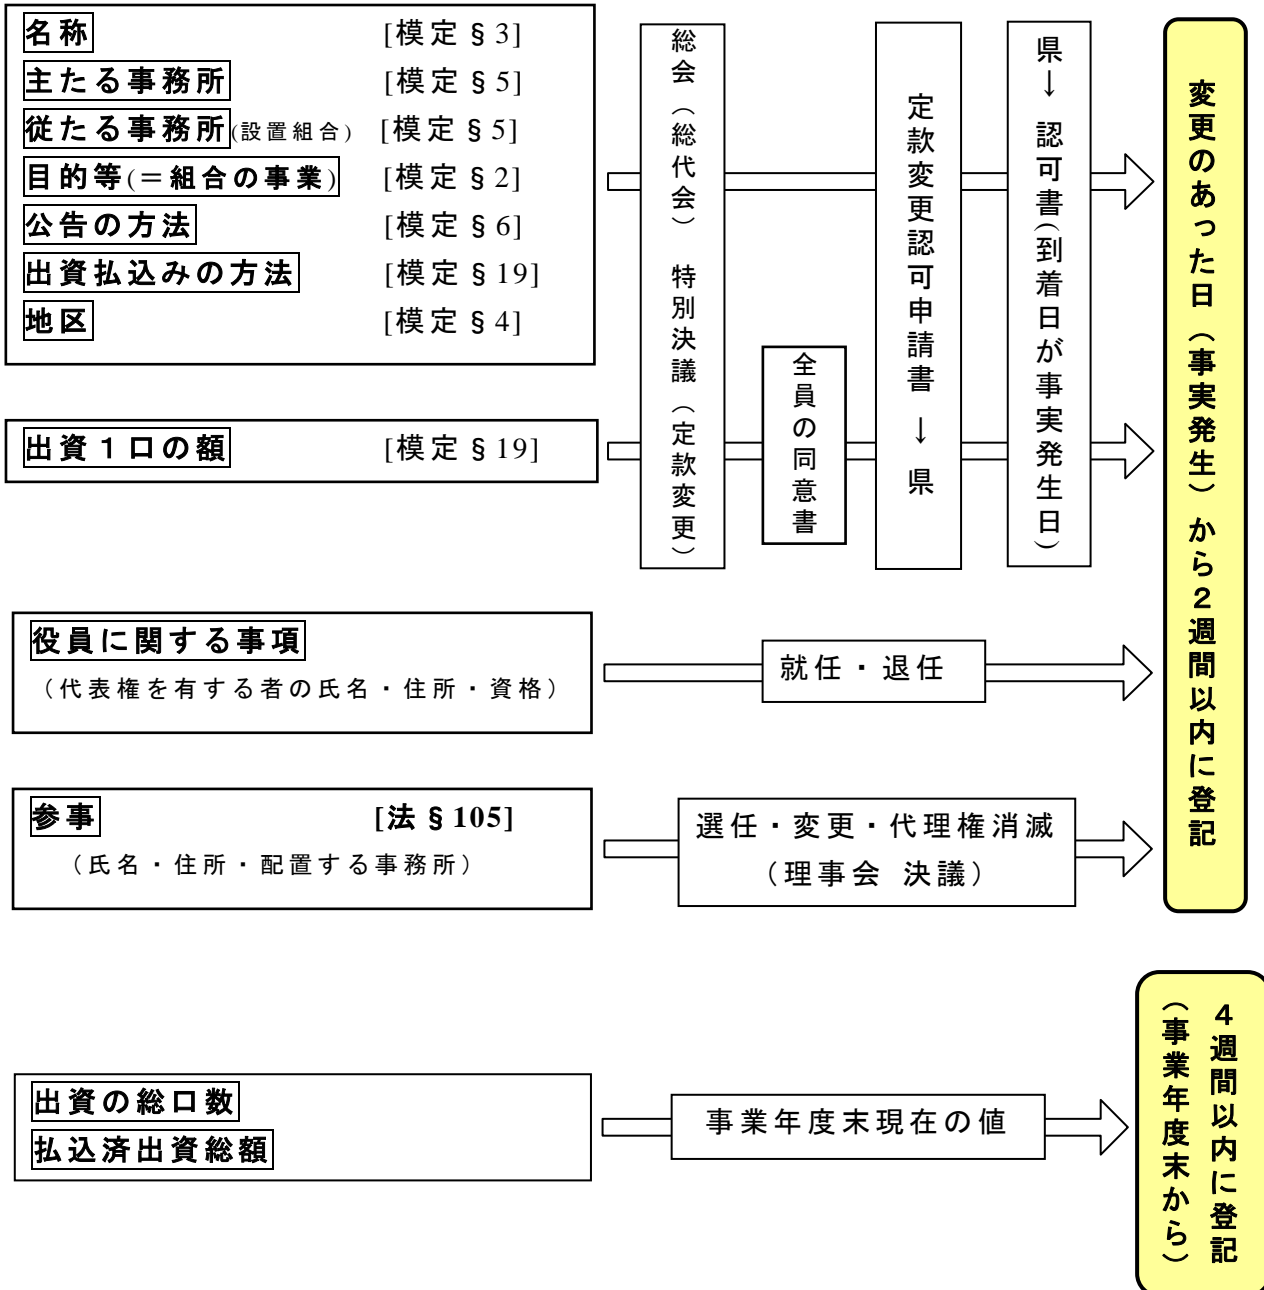 名称 [模定§3]
主たる事務所 [模定§5]
従たる事務所(設置組合) [模定§5]
目的等(=組合の事業) [模定§2]
公告の方法 [模定§6]
出資払込みの方法 [模定§19]
地区 [模定§4]
出資１口の額 [模定§19]
総会（総代会） 特別決議（定款変更）
全員の同意書
定款変更認可申請書 → 県
県→ 認可書(到着日が事実発生日)
変更のあった日（事実発生）から２週間以内に登記
役員に関する事項
（代表権を有する者の氏名・住所・資格）
就任・退任
参事 [法§105]
（氏名・住所・配置する事務所）
選任・変更・代理権消滅
（理事会 決議）
出資の総口数
払込済出資総額
事業年度末現在の値
４週間以内に登記
（事業年度末から）